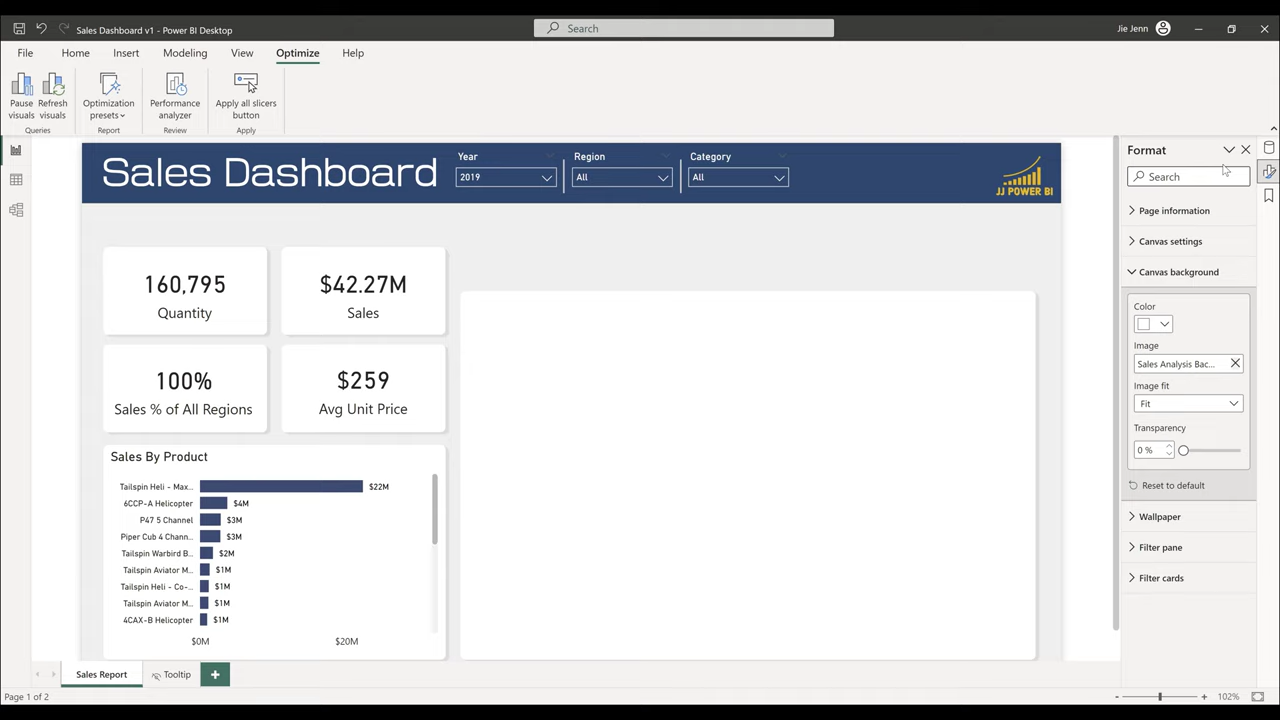 Sales Dashboard v1 - Power BI Desktop
Search
Jie Jenn
File
Home
Insert
Modeling
View
Optimize
Help
Pause visuals
Refresh visuals
Optimization presets
Performance analyzer
Apply all slicers button
Queries
Report
Review
Apply
Sales Dashboard
Year
2019
Region
All
Category
All
JJ POWER BI
160,795
Quantity
$42.27M
Sales
100%
Sales % of All Regions
$259
Avg Unit Price
Sales By Product
Tailspin Heli - Max... $22M
6CCP-A Helicopter $4M
P47 5 Channel $3M
Piper Cub 4 Chann... $3M
Tailspin Warbird B... $2M
Tailspin Aviator M... $1M
Tailspin Heli - Co-... $1M
Tailspin Aviator M... $1M
4CAX-B Helicopter $1M
$0M $20M
Format
Search
Page information
Canvas settings
Canvas background
Color
Image
Sales Analysis Bac...
Image fit
Fit
Transparency
0 %
Reset to default
Wallpaper
Filter pane
Filter cards
Sales Report
Tooltip
Page 1 of 2
102%